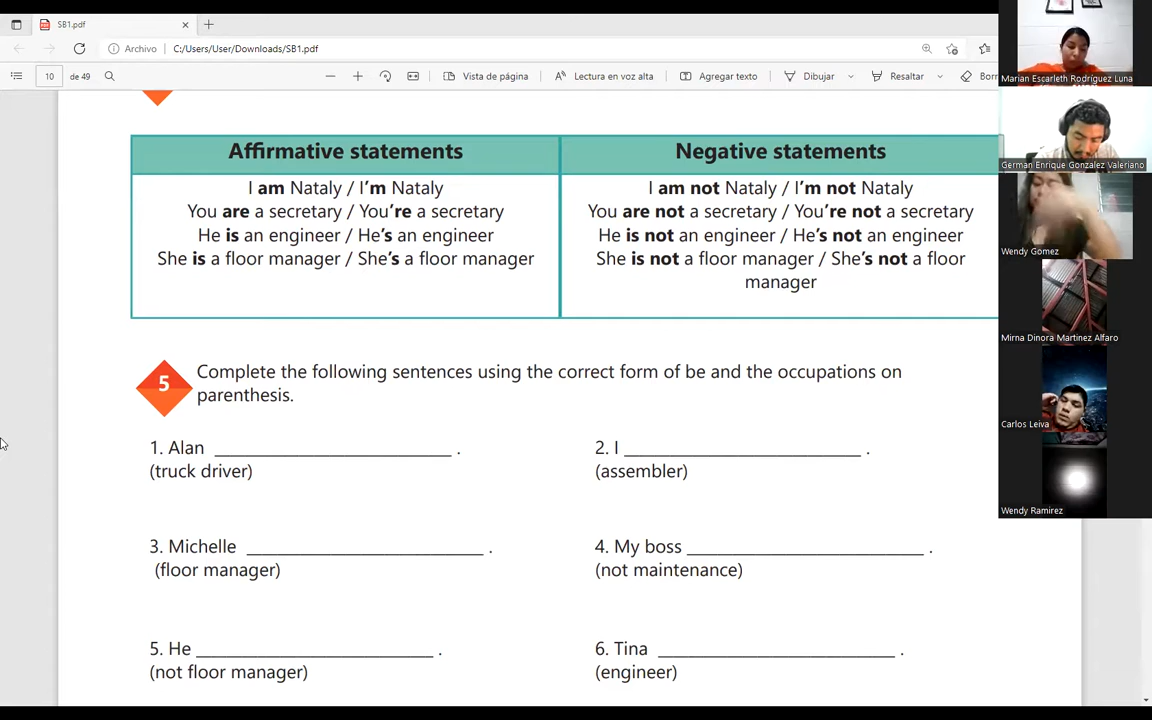 SB1.pdf
Archivo C:/Users/User/Downloads/SB1.pdf
10 de 49 Vista de página Lectura en voz alta Agregar texto Dibujar Resaltar
Affirmative statements
I am Nataly / I'm Nataly
You are a secretary / You're a secretary
He is an engineer / He's an engineer
She is a floor manager / She's a floor manager
Negative statements
I am not Nataly / I'm not Nataly
You are not a secretary / You're not a secretary
He is not an engineer / He's not an engineer
She is not a floor manager / She's not a floor
manager
5
Complete the following sentences using the correct form of be and the occupations on
parenthesis.
1. Alan ________________________ .
(truck driver)
2. I ________________________ .
(assembler)
3. Michelle ________________________ .
(floor manager)
4. My boss ________________________ .
(not maintenance)
5. He ________________________ .
(not floor manager)
6. Tina ________________________ .
(engineer)
Marian Escarleth Rodríguez Luna
German Enrique Gonzalez Valeriano
Wendy Gomez
Mirna Dinora Martinez Alfaro
Carlos Leiva
Wendy Ramirez